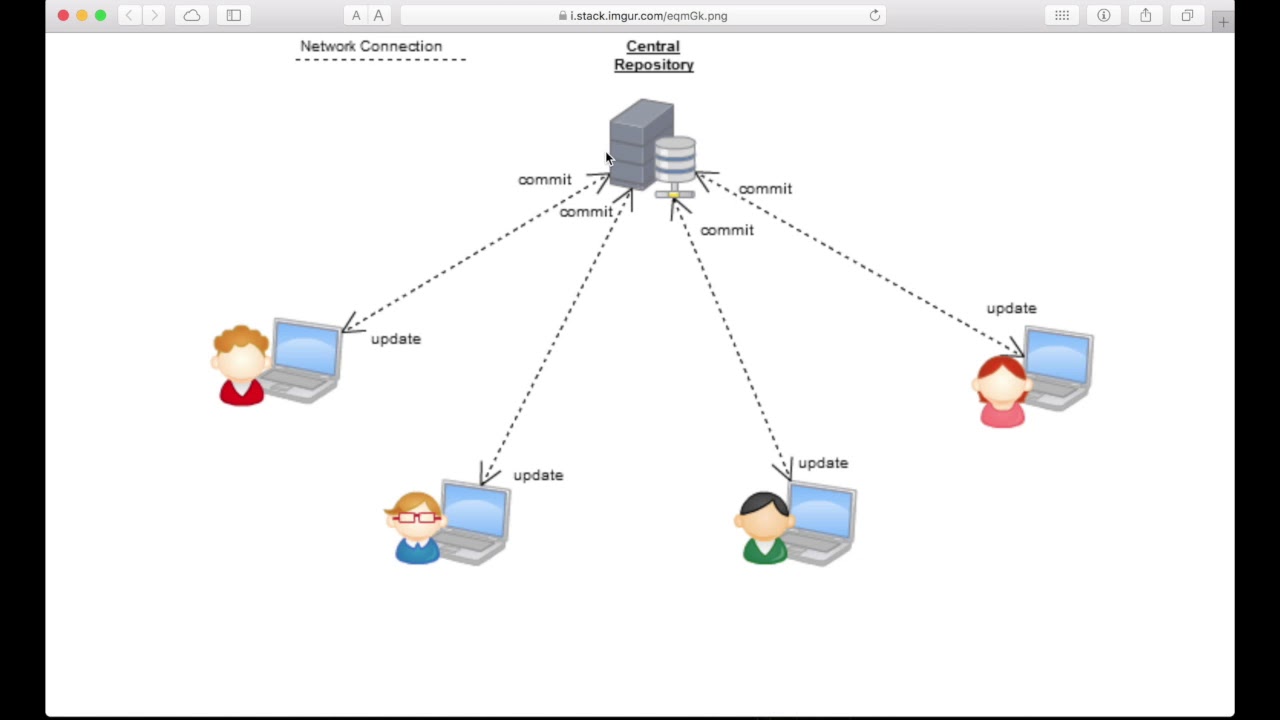 A A
i.stack.imgur.com/eqmGk.png
Network Connection
Central
Repository
commit
commit
commit
commit
update
update
update
update